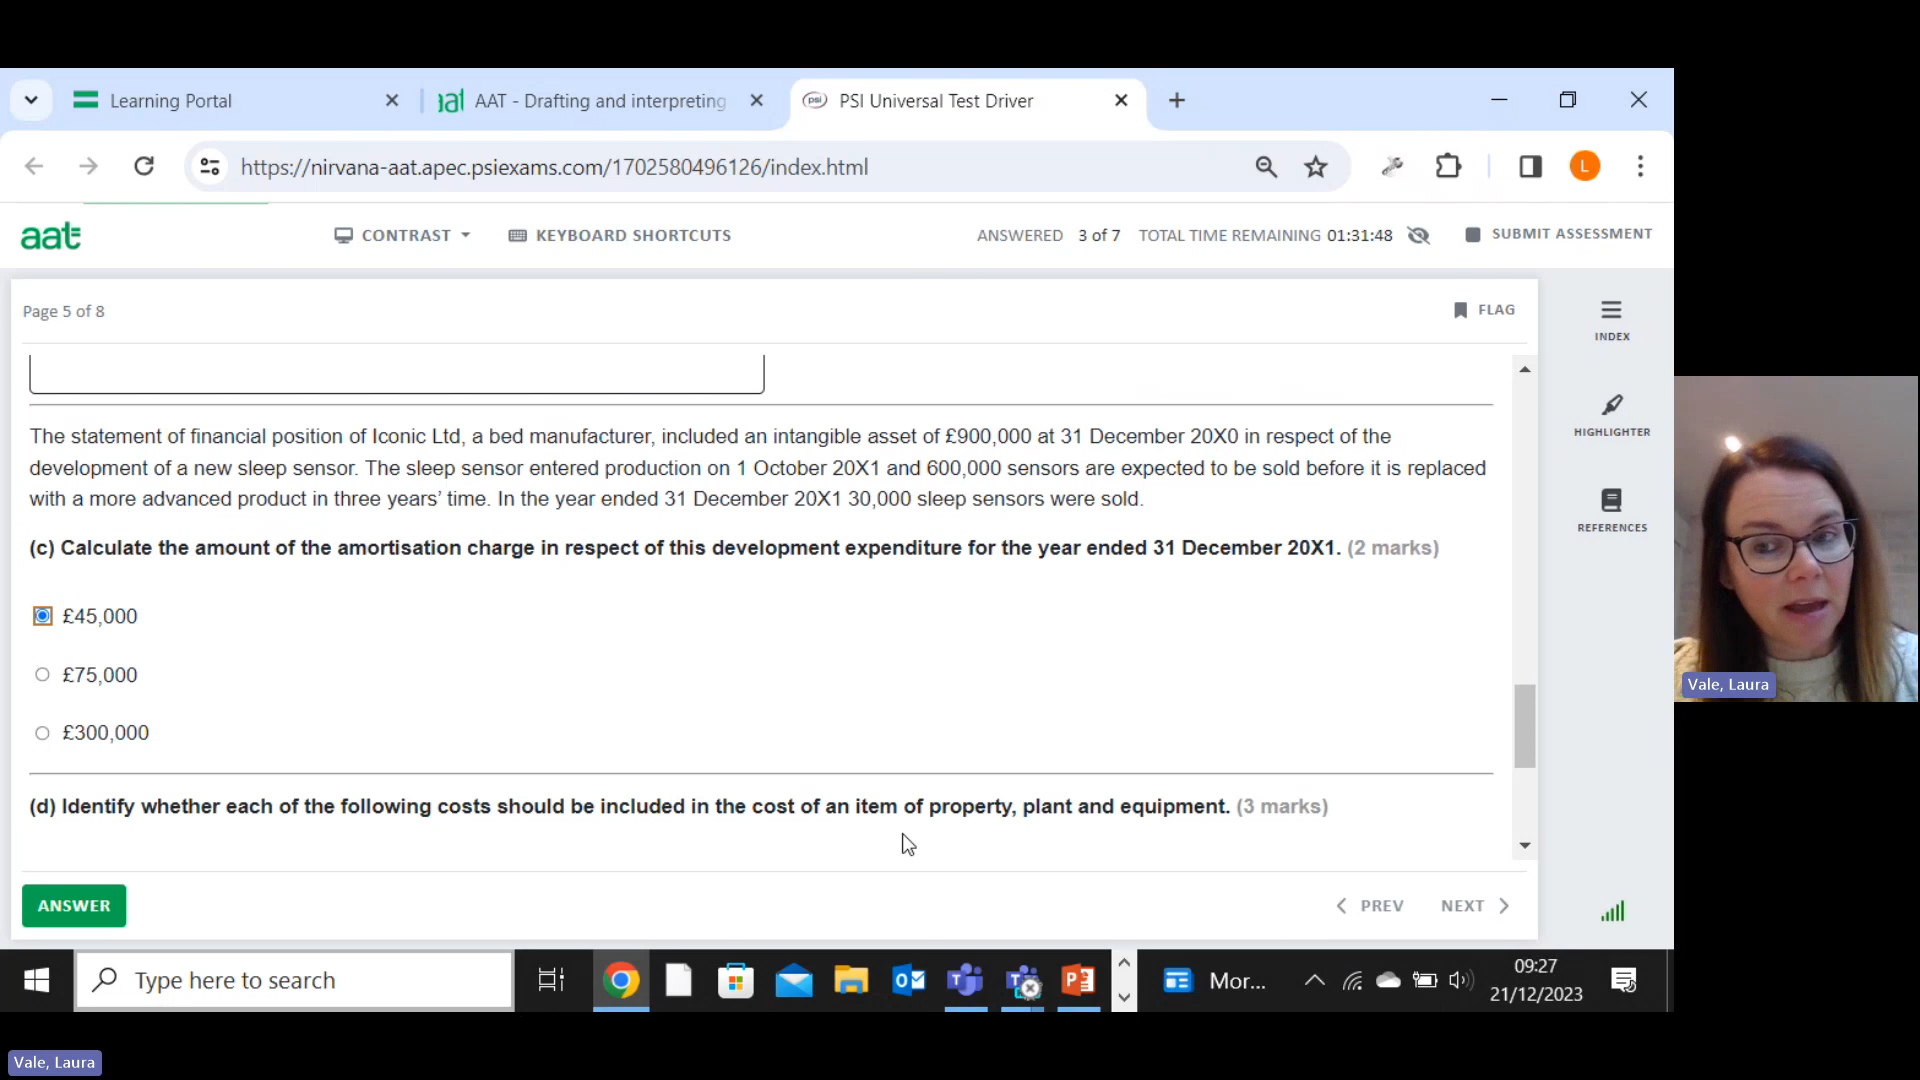 Learning Portal
aat AAT - Drafting and interpreting
psi PSI Universal Test Driver
https://nirvana-aat.apec.psiexams.com/1702580496126/index.html
L
aat
CONTRAST
KEYBOARD SHORTCUTS
ANSWERED 3 of 7 TOTAL TIME REMAINING 01:31:48
SUBMIT ASSESSMENT
Page 5 of 8
FLAG
INDEX
HIGHLIGHTER
REFERENCES
The statement of financial position of Iconic Ltd, a bed manufacturer, included an intangible asset of £900,000 at 31 December 20X0 in respect of the
development of a new sleep sensor. The sleep sensor entered production on 1 October 20X1 and 600,000 sensors are expected to be sold before it is replaced
with a more advanced product in three years’ time. In the year ended 31 December 20X1 30,000 sleep sensors were sold.
(c) Calculate the amount of the amortisation charge in respect of this development expenditure for the year ended 31 December 20X1. (2 marks)
£45,000
£75,000
£300,000
(d) Identify whether each of the following costs should be included in the cost of an item of property, plant and equipment. (3 marks)
ANSWER
PREV
NEXT
Type here to search
Mor...
09:27
21/12/2023
Vale, Laura
Vale, Laura